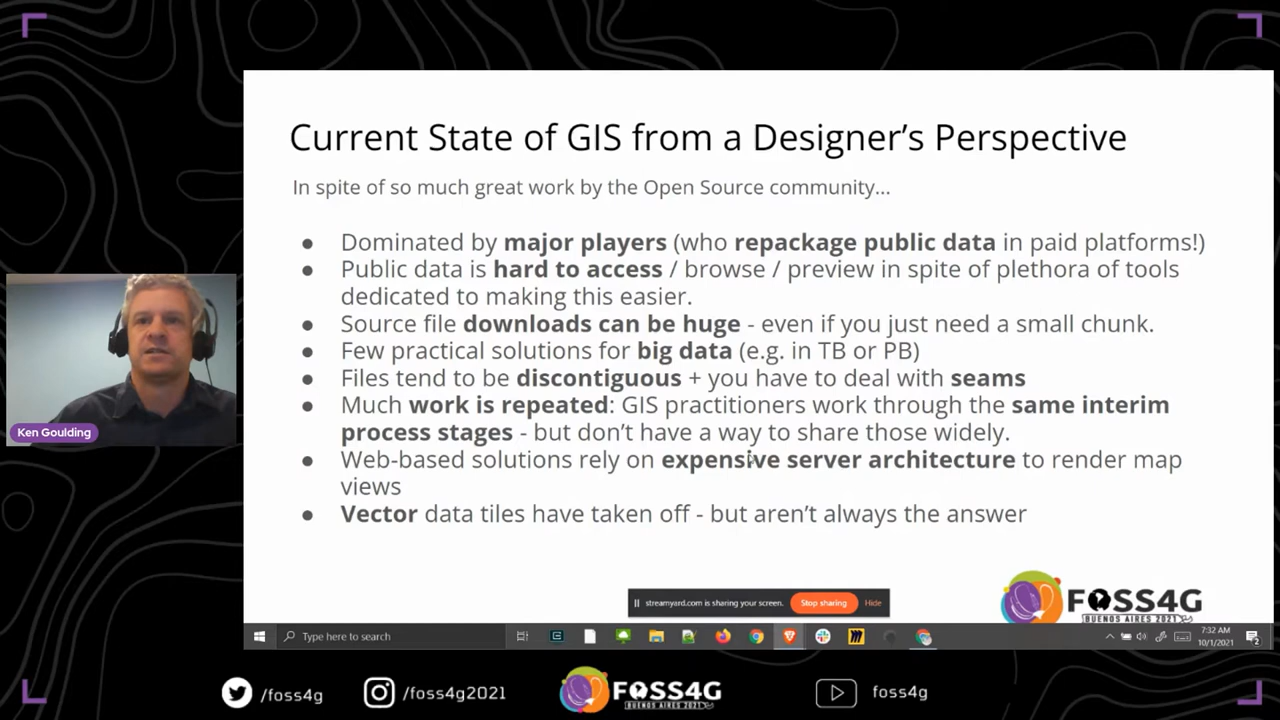 Current State of GIS from a Designer’s Perspective
In spite of so much great work by the Open Source community...
● Dominated by major players (who repackage public data in paid platforms!)
● Public data is hard to access / browse / preview in spite of plethora of tools
dedicated to making this easier.
● Source file downloads can be huge - even if you just need a small chunk.
● Few practical solutions for big data (e.g. in TB or PB)
● Files tend to be discontiguous + you have to deal with seams
● Much work is repeated: GIS practitioners work through the same interim
process stages - but don’t have a way to share those widely.
● Web-based solutions rely on expensive server architecture to render map
views
● Vector data tiles have taken off - but aren’t always the answer
Ken Goulding
streamyard.com is sharing your screen.
Stop sharing
Hide
FOSS4G
BUENOS AIRES 2021
Type here to search
7:32 AM
10/1/2021
2
/foss4g
/foss4g2021
FOSS4G
BUENOS AIRES 2021
foss4g